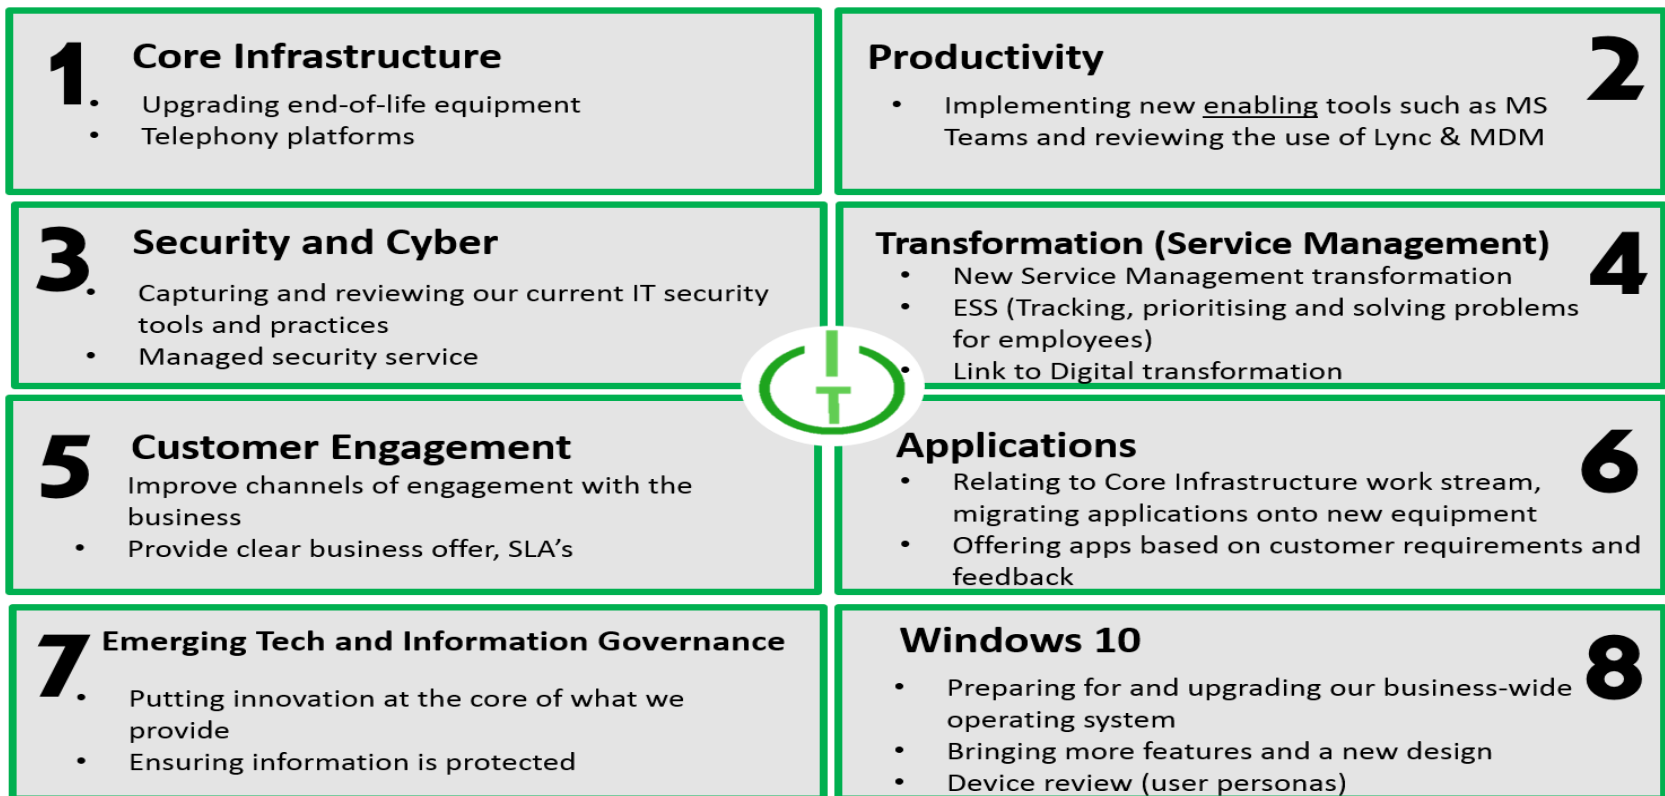 1
Core Infrastructure
• Upgrading end-of-life equipment
• Telephony platforms
2
Productivity
• Implementing new enabling tools such as MS
Teams and reviewing the use of Lync & MDM
3
Security and Cyber
• Capturing and reviewing our current IT security
tools and practices
• Managed security service
4
Transformation (Service Management)
• New Service Management transformation
• ESS (Tracking, prioritising and solving problems
for employees)
• Link to Digital transformation
IT
5
Customer Engagement
Improve channels of engagement with the
business
• Provide clear business offer, SLA’s
6
Applications
• Relating to Core Infrastructure work stream,
migrating applications onto new equipment
• Offering apps based on customer requirements and
feedback
7
Emerging Tech and Information Governance
• Putting innovation at the core of what we
provide
• Ensuring information is protected
8
Windows 10
• Preparing for and upgrading our business-wide
operating system
• Bringing more features and a new design
• Device review (user personas)